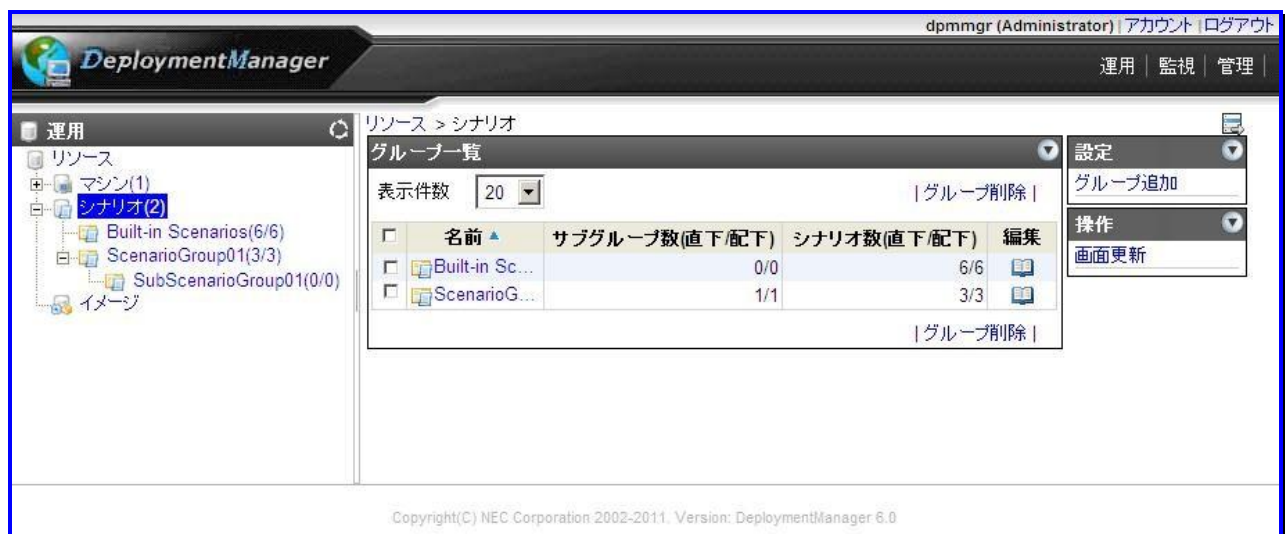 dpmmgr (Administrator) | アカウント | ログアウト
DeploymentManager
運用 | 監視 | 管理 |
運用
リソース
マシン(1)
シナリオ(2)
Built-in Scenarios(6/6)
ScenarioGroup01(3/3)
SubScenarioGroup01(0/0)
イメージ
リソース > シナリオ
グループ一覧
表示件数 20 | グループ削除 |
名前 サブグループ数(直下/配下) シナリオ数(直下/配下) 編集
Built-in Sc... 0/0 6/6
ScenarioG... 1/1 3/3
| グループ削除 |
設定
グループ追加
操作
画面更新
Copyright(C) NEC Corporation 2002-2011. Version: DeploymentManager 6.0